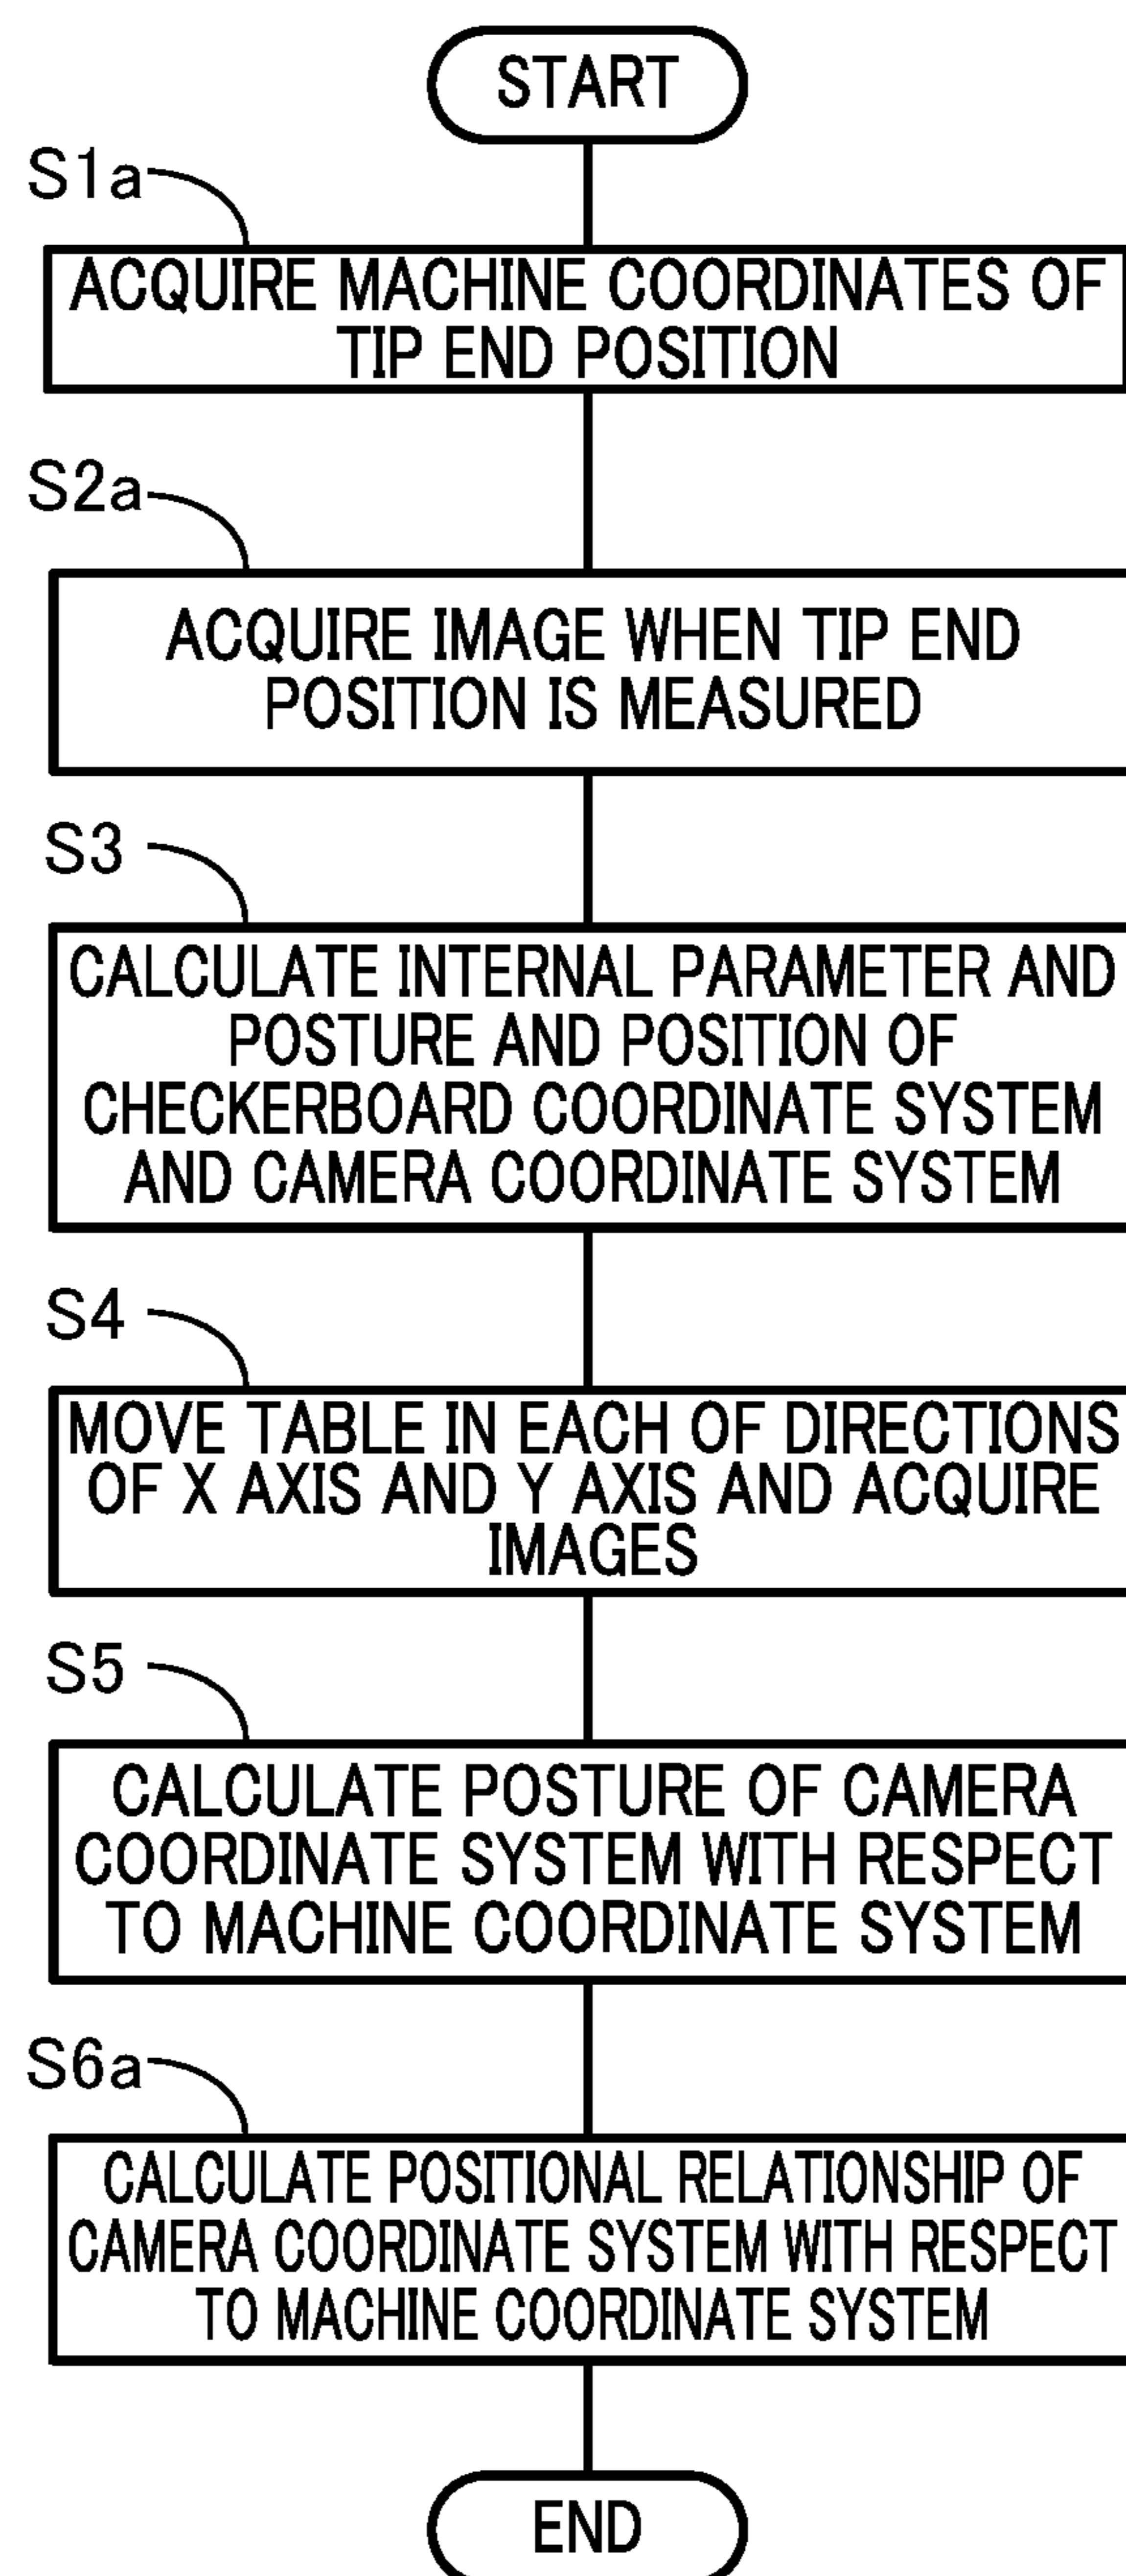 START
S1a
ACQUIRE MACHINE COORDINATES OF
TIP END POSITION
S2a
ACQUIRE IMAGE WHEN TIP END
POSITION IS MEASURED
S3
CALCULATE INTERNAL PARAMETER AND
POSTURE AND POSITION OF
CHECKERBOARD COORDINATE SYSTEM
AND CAMERA COORDINATE SYSTEM
S4
MOVE TABLE IN EACH OF DIRECTIONS
OF X AXIS AND Y AXIS AND ACQUIRE
IMAGES
S5
CALCULATE POSTURE OF CAMERA
COORDINATE SYSTEM WITH RESPECT
TO MACHINE COORDINATE SYSTEM
S6a
CALCULATE POSITIONAL RELATIONSHIP OF
CAMERA COORDINATE SYSTEM WITH RESPECT
TO MACHINE COORDINATE SYSTEM
END